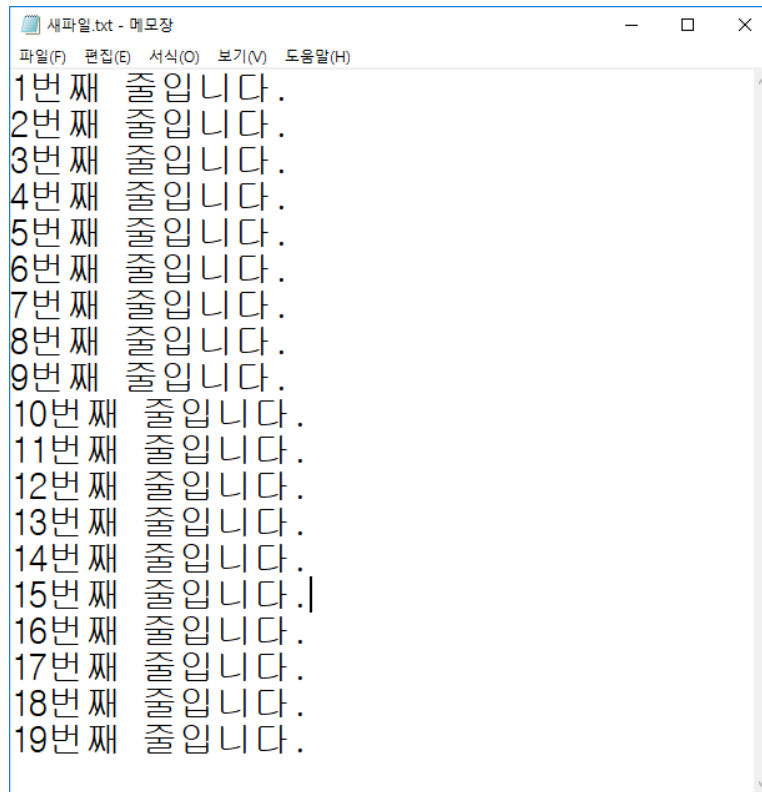 새파일.txt - 메모장
파일(F) 편집(E) 서식(O) 보기(V) 도움말(H)
1번째 줄입니다.
2번째 줄입니다.
3번째 줄입니다.
4번째 줄입니다.
5번째 줄입니다.
6번째 줄입니다.
7번째 줄입니다.
8번째 줄입니다.
9번째 줄입니다.
10번째 줄입니다.
11번째 줄입니다.
12번째 줄입니다.
13번째 줄입니다.
14번째 줄입니다.
15번째 줄입니다.
16번째 줄입니다.
17번째 줄입니다.
18번째 줄입니다.
19번째 줄입니다.